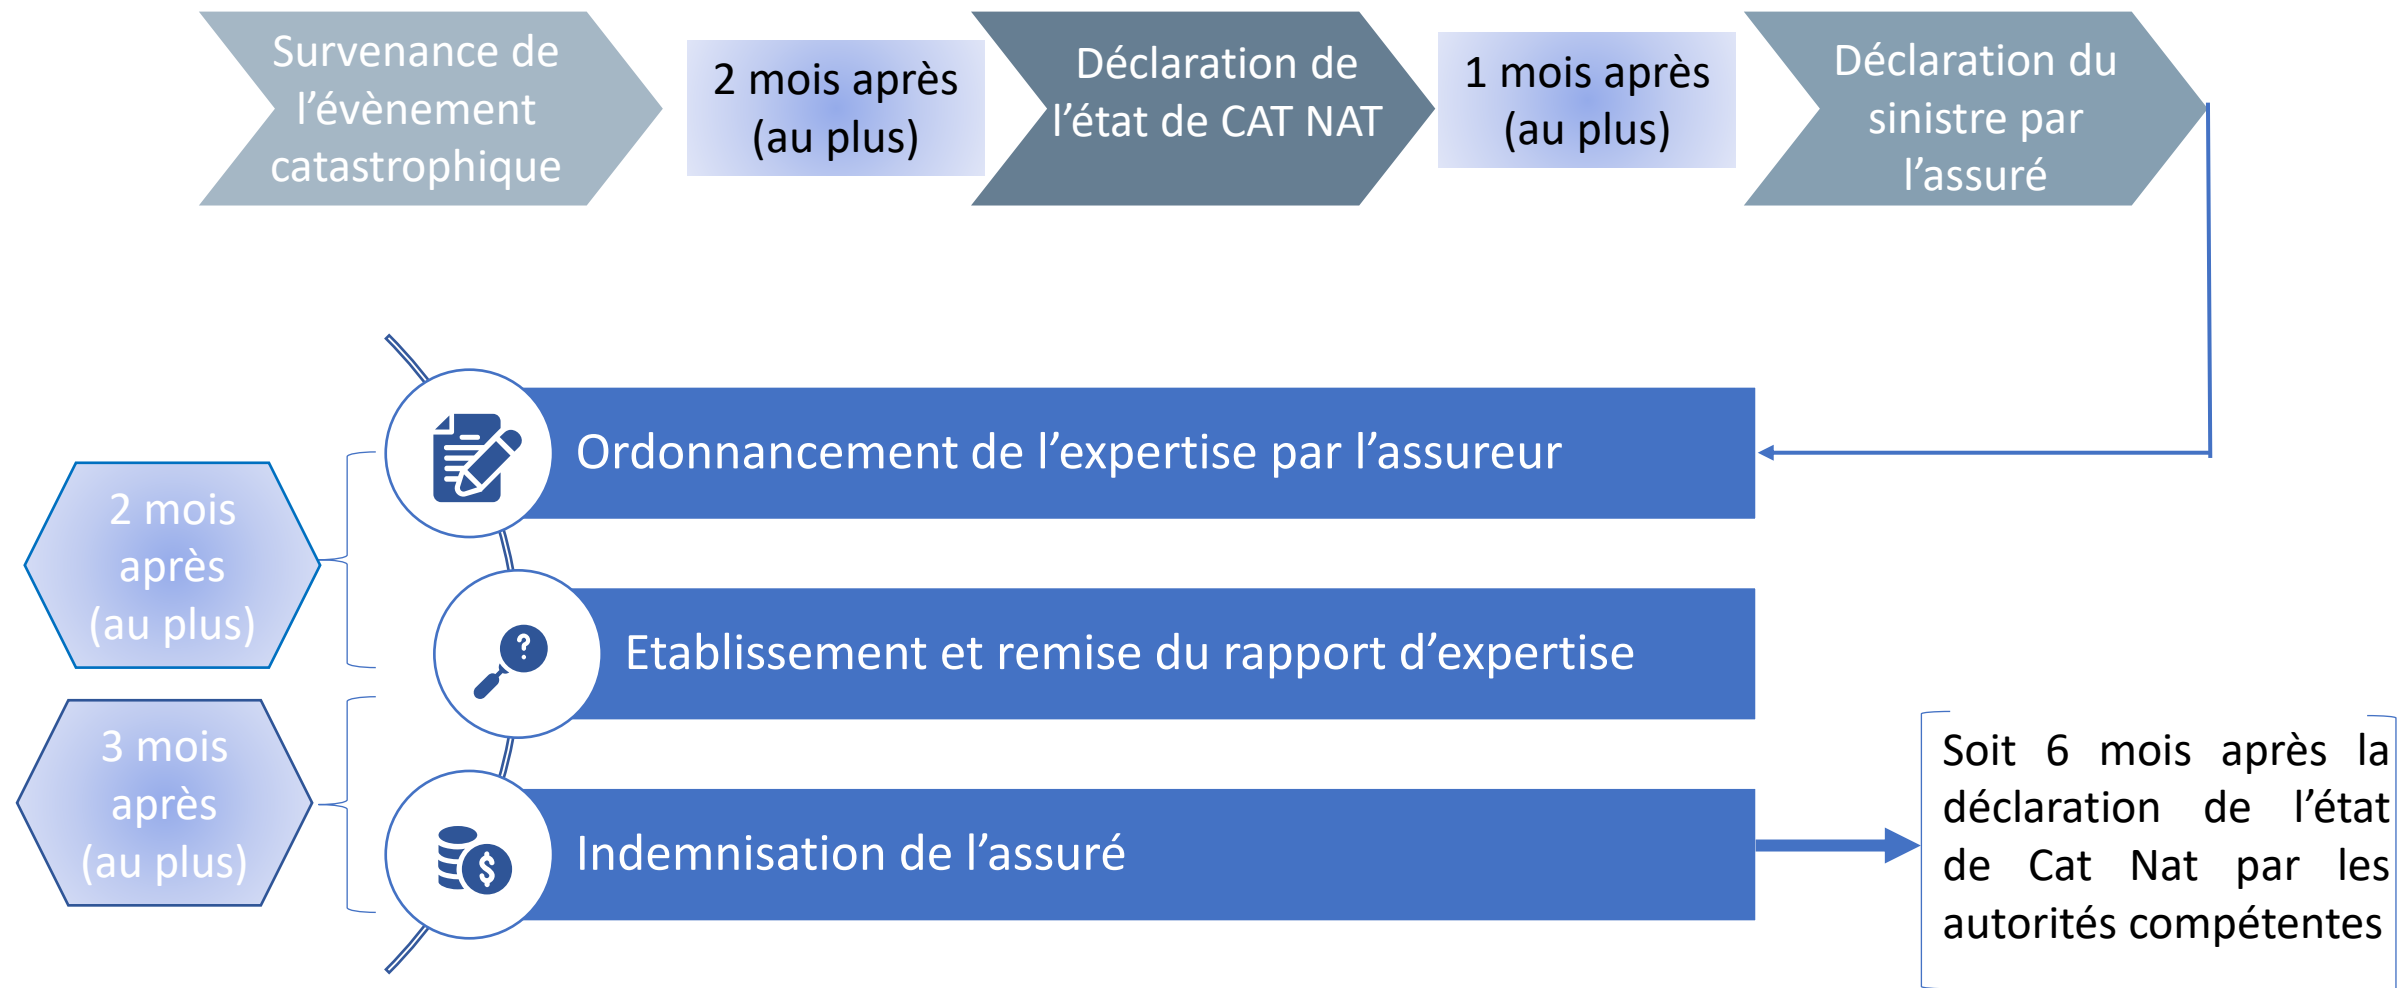 Survenance de
l’évènement
catastrophique
2 mois après
(au plus)
Déclaration de
l’état de CAT NAT
1 mois après
(au plus)
Déclaration du
sinistre par
l’assuré
Ordonnancement de l’expertise par l’assureur
2 mois
après
(au plus)
?
Etablissement et remise du rapport d’expertise
3 mois
après
(au plus)
$
Indemnisation de l’assuré
Soit 6 mois après la
déclaration de l’état
de Cat Nat par les
autorités compétentes